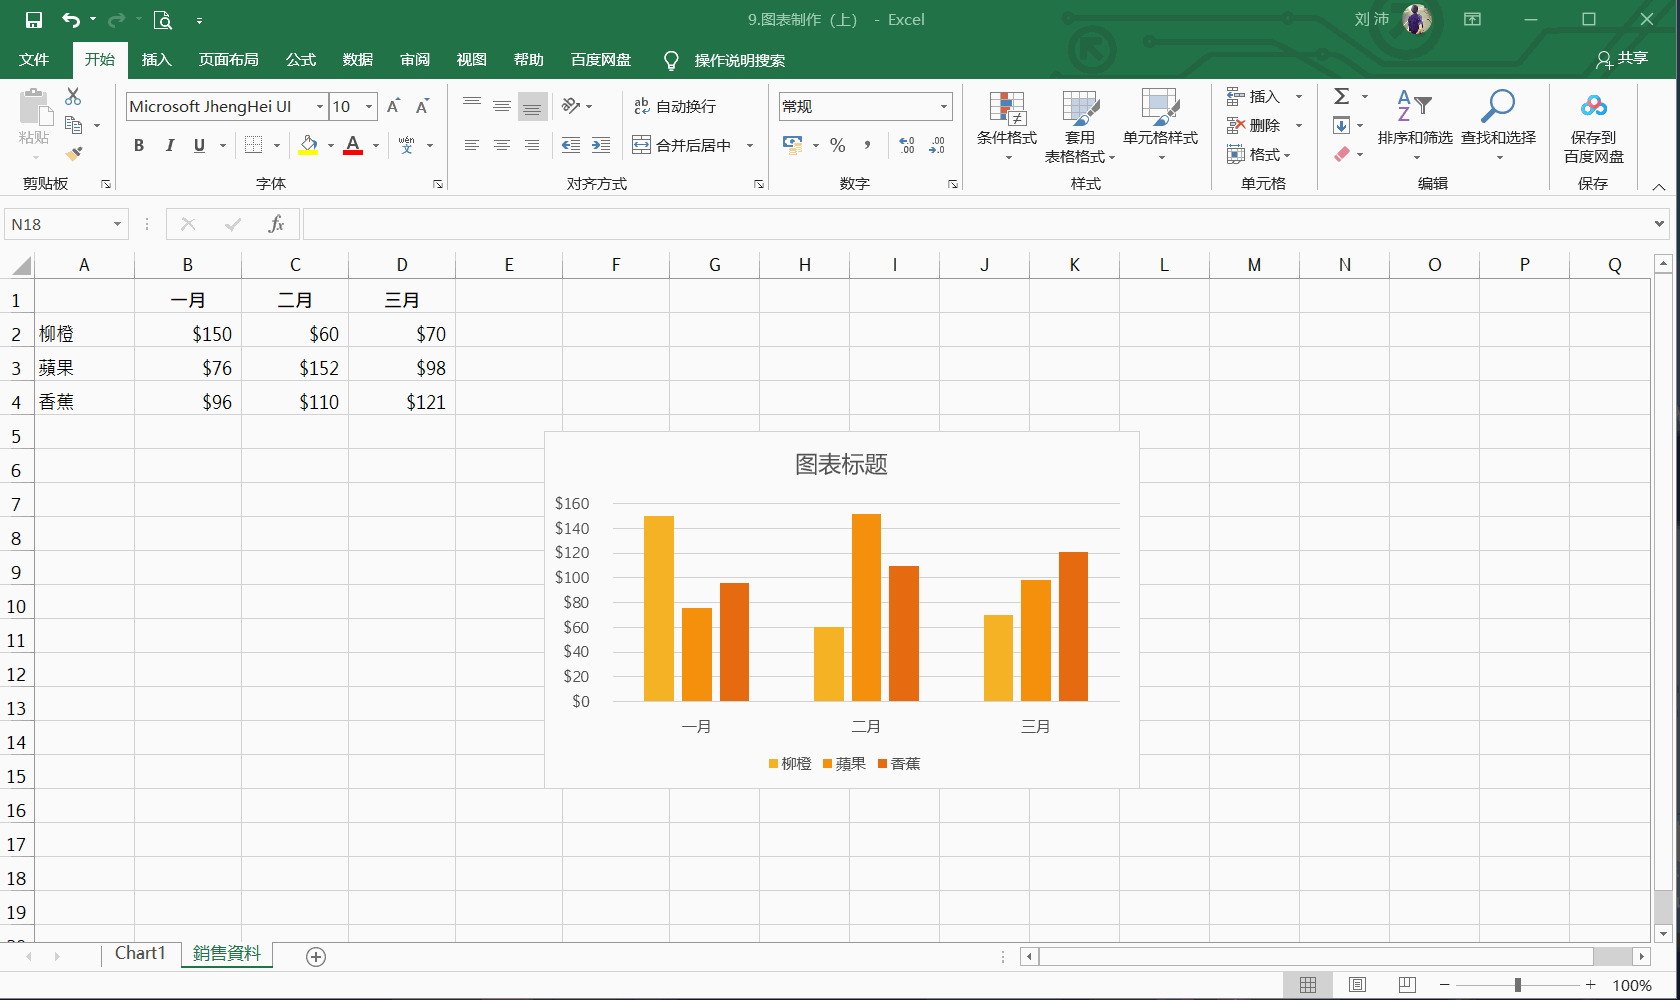 9.图表制作（上） - Excel
刘 沛
文件 开始 插入 页面布局 公式 数据 审阅 视图 帮助 百度网盘 操作说明搜索 共享
粘贴
Microsoft JhengHei UI 10
B I U
wén 文
自动换行
合并后居中
常规
条件格式
套用
表格格式
单元格样式
插入
删除
格式
排序和筛选
查找和选择
保存到
百度网盘
剪贴板 字体 对齐方式 数字 样式 单元格 编辑 保存
N18
fx
A B C D E F G H I J K L M N O P Q
1 一月 二月 三月
2 柳橙 $150 $60 $70
3 蘋果 $76 $152 $98
4 香蕉 $96 $110 $121
5
6
7
8
9
10
11
12
13
14
15
16
17
18
19
图表标题
$160
$140
$120
$100
$80
$60
$40
$20
$0
一月 二月 三月
柳橙 蘋果 香蕉
Chart1 銷售資料
100%